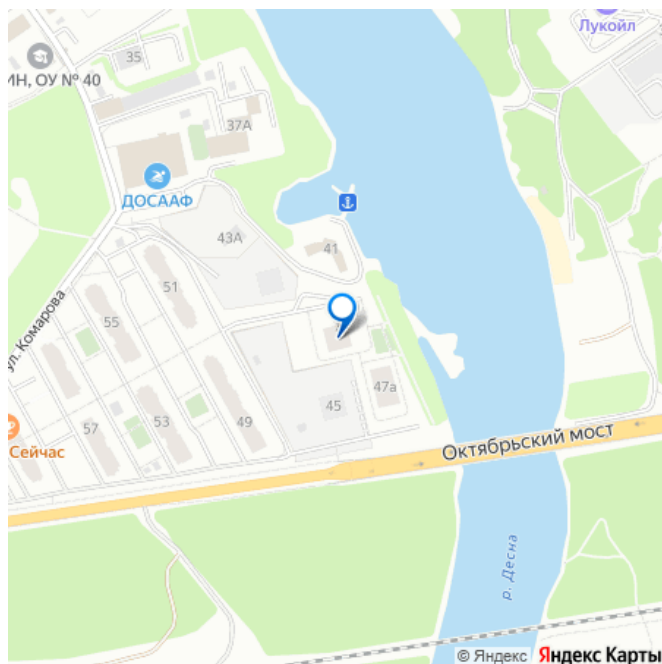 Лукойл
35
ИН, ОУ № 40
37А
ДОСААФ
43А
41
51
55
ул. Комарова
47а
45
53
49
57
Сейчас
Октябрьский мост
р. Десна
© Яндекс Яндекс Карты